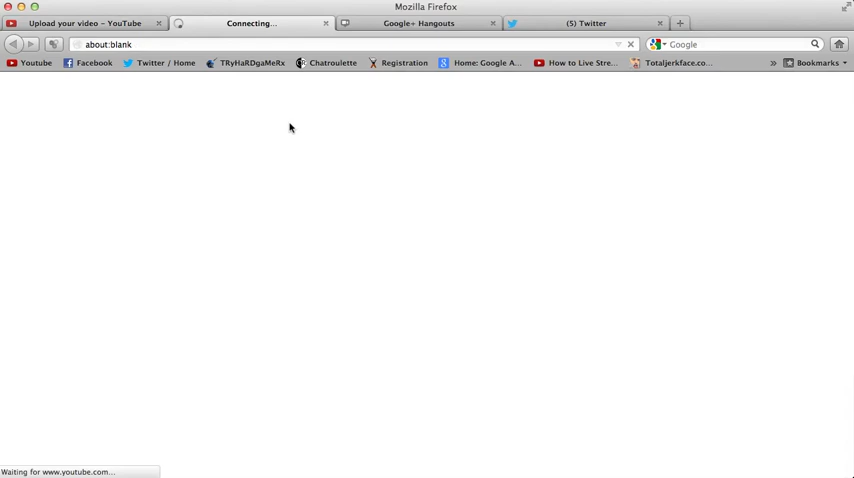 Mozilla Firefox
Upload your video – YouTube
Connecting...
Google+ Hangouts
(5) Twitter
about:blank
Google
Youtube
Facebook
Twitter / Home
TRyHaRDgaMeRx
Chatroulette
Registration
Home: Google A...
How to Live Stre...
Totaljerkface.co...
»
Bookmarks
Waiting for www.youtube.com...